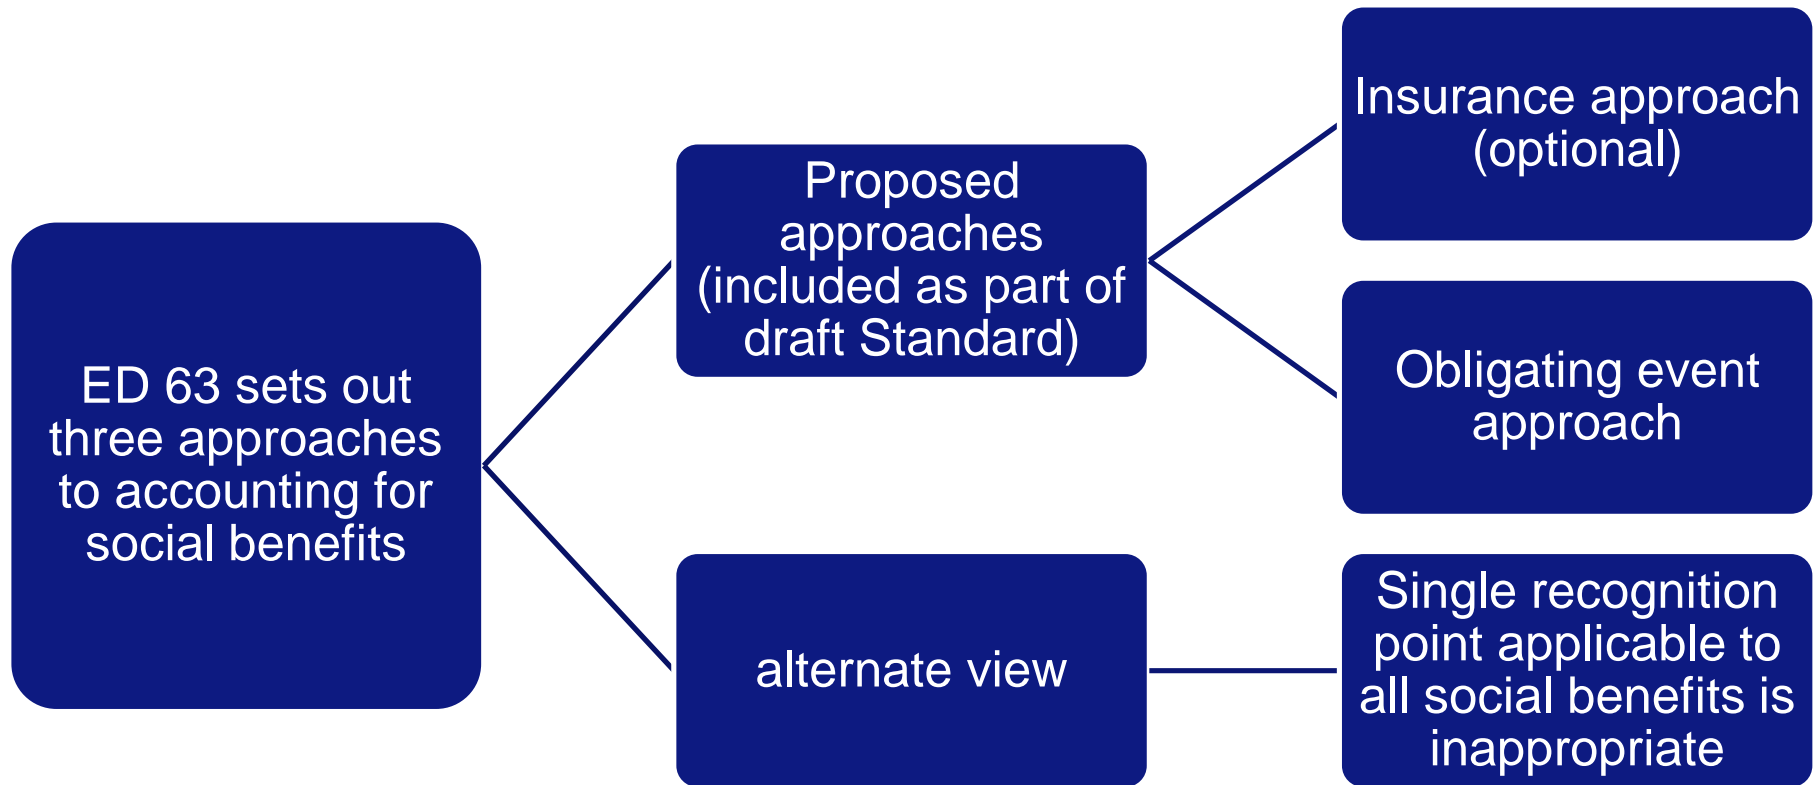 ED 63 sets out
three approaches
to accounting for
social benefits
Proposed
approaches
(included as part of
draft Standard)
alternate view
Insurance approach
(optional)
Obligating event
approach
Single recognition
point applicable to
all social benefits is
inappropriate